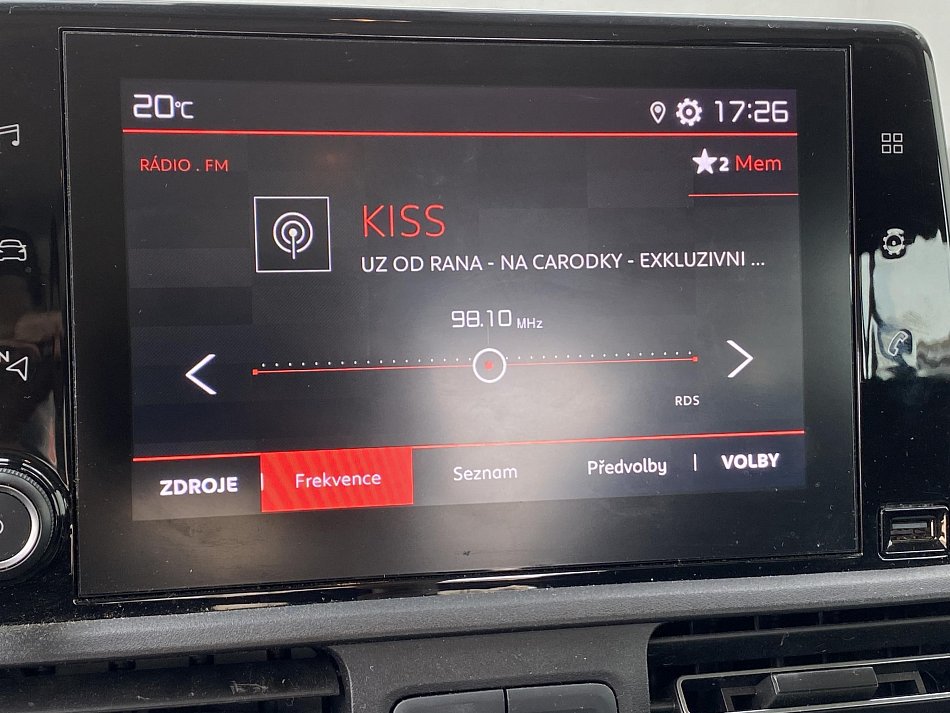 20°C 17:26
RÁDIO . FM
2 Mem
KISS
UZ OD RANA - NA CARODKY - EXKLUZIVNI ...
98.10 MHz
RDS
ZDROJE | Frekvence Seznam Předvolby | VOLBY
N